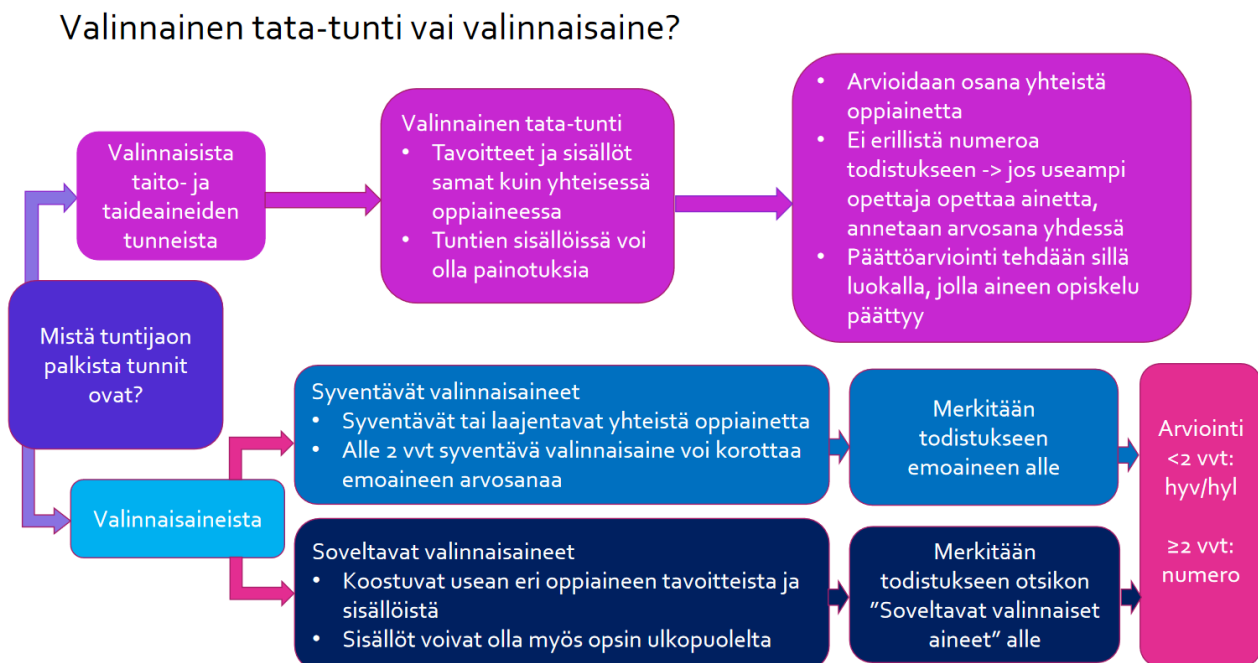 Valinnainen tata-tunti vai valinnaisaine?
Mistä tuntijaon
palkista tunnit
ovat?
Valinnaisista
taito- ja
taideaineiden
tunneista
Valinnainen tata-tunti
• Tavoitteet ja sisällöt
samat kuin yhteisessä
oppiaineessa
• Tuntien sisällöissä voi
olla painotuksia
• Arvioidaan osana yhteistä
oppiainetta
• Ei erillistä numeroa
todistukseen -> jos useampi
opettaja opettaa ainetta,
annetaan arvosana yhdessä
• Päättöarviointi tehdään sillä
luokalla, jolla aineen opiskelu
päättyy
Valinnaisaineista
Syventävät valinnaisaineet
• Syventävät tai laajentavat yhteistä oppiainetta
• Alle 2 vvt syventävä valinnaisaine voi korottaa
emoaineen arvosanaa
Merkitään
todistukseen
emoaineen alle
Soveltavat valinnaisaineet
• Koostuvat usean eri oppiaineen tavoitteista ja
sisällöistä
• Sisällöt voivat olla myös opsin ulkopuolelta
Merkitään
todistukseen otsikon
”Soveltavat valinnaiset
aineet” alle
Arviointi
<2 vvt:
hyv/hyl
≥2 vvt:
numero